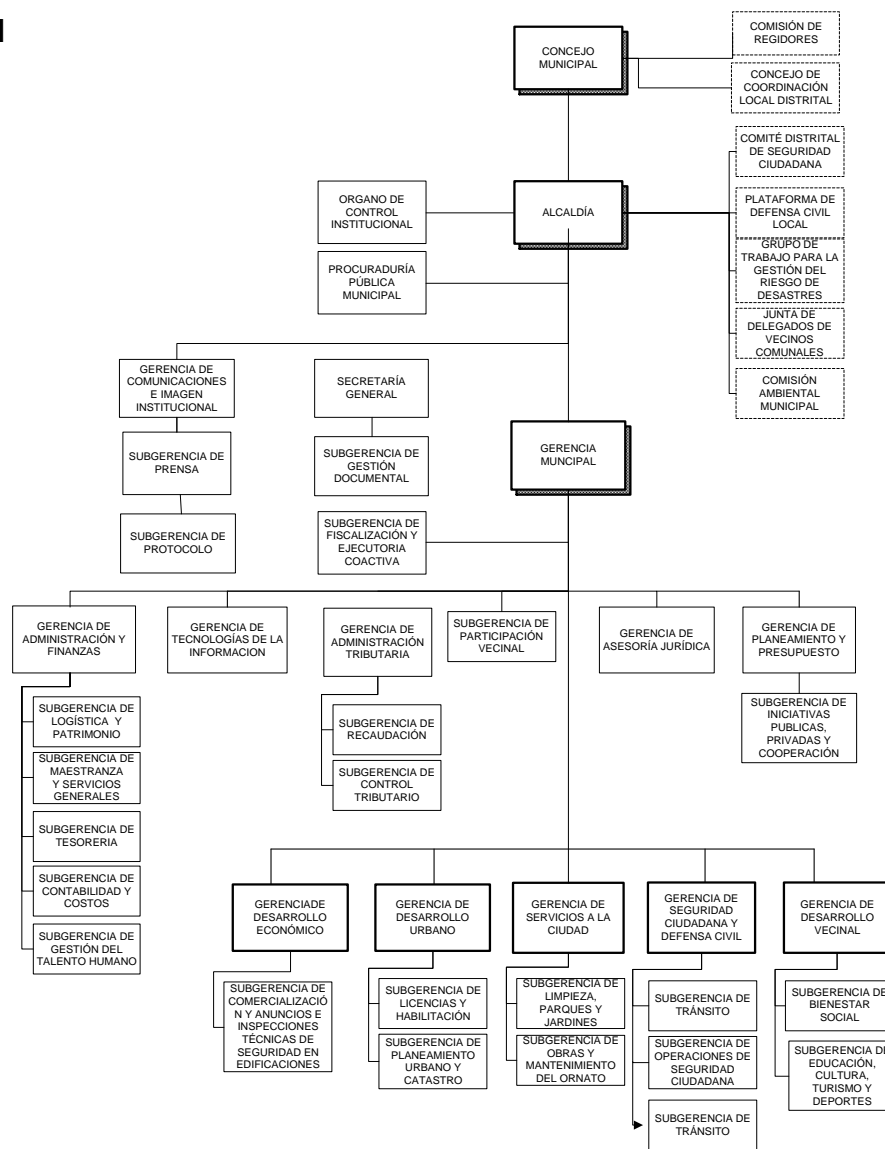 CONCEJO
MUNICIPAL
COMISIÓN DE
REGIDORES
CONCEJO DE
COORDINACIÓN
LOCAL DISTRITAL
COMITÉ DISTRITAL
DE SEGURIDAD
CIUDADANA
ORGANO DE
CONTROL
INSTITUCIONAL
ALCALDÍA
PLATAFORMA DE
DEFENSA CIVIL
LOCAL
GRUPO DE
TRABAJO PARA LA
GESTIÓN DEL
RIESGO DE
DESASTRES
PROCURADURÍA
PÚBLICA
MUNICIPAL
JUNTA DE
DELEGADOS DE
VECINOS
COMUNALES
COMISIÓN
AMBIENTAL
MUNICIPAL
GERENCIA DE
COMUNICACIONES
E IMAGEN
INSTITUCIONAL
SECRETARÍA
GENERAL
SUBGERENCIA DE
PRENSA
SUBGERENCIA DE
GESTIÓN
DOCUMENTAL
GERENCIA
MUNCIPAL
SUBGERENCIA DE
PROTOCOLO
SUBGERENCIA DE
FISCALIZACIÓN Y
EJECUTORIA
COACTIVA
GERENCIA DE
ADMINISTRACIÓN Y
FINANZAS
GERENCIA DE
TECNOLOGÍAS DE LA
INFORMACION
GERENCIA DE
ADMINISTRACIÓN
TRIBUTARIA
SUBGERENCIA DE
PARTICIPACIÓN
VECINAL
GERENCIA DE
ASESORÍA JURÍDICA
GERENCIA DE
PLANEAMIENTO Y
PRESUPUESTO
SUBGERENCIA DE
LOGÍSTICA Y
PATRIMONIO
SUBGERENCIA DE
MAESTRANZA
Y SERVICIOS
GENERALES
SUBGERENCIA DE
TESORERIA
SUBGERENCIA DE
CONTABILIDAD Y
COSTOS
SUBGERENCIA DE
GESTIÓN DEL
TALENTO HUMANO
SUBGERENCIA DE
RECAUDACIÓN
SUBGERENCIA DE
CONTROL
TRIBUTARIO
SUBGERENCIA DE
INICIATIVAS
PUBLICAS,
PRIVADAS Y
COOPERACIÓN
GERENCIADE
DESARROLLO
ECONÓMICO
GERENCIA DE
DESARROLLO
URBANO
GERENCIA DE
SERVICIOS A LA
CIUDAD
GERENCIA DE
SEGURIDAD
CIUDADANA Y
DEFENSA CIVIL
GERENCIA DE
DESARROLLO
VECINAL
SUBGERENCIA DE
COMERCIALIZACIÓ
N Y ANUNCIOS E
INSPECCIONES
TÉCNICAS DE
SEGURIDAD EN
EDIFICACIONES
SUBGERENCIA DE
LICENCIAS Y
HABILITACIÓN
SUBGERENCIA DE
PLANEAMIENTO
URBANO Y
CATASTRO
SUBGERENCIA DE
LIMPIEZA,
PARQUES Y
JARDINES
SUBGERENCIA DE
OBRAS Y
MANTENIMIENTO
DEL ORNATO
SUBGERENCIA DE
TRÁNSITO
SUBGERENCIA DE
OPERACIONES DE
SEGURIDAD
CIUDADANA
SUBGERENCIA DE
TRÁNSITO
SUBGERENCIA DE
BIENESTAR
SOCIAL
SUBGERENCIA DE
EDUCACIÓN,
CULTURA,
TURISMO Y
DEPORTES